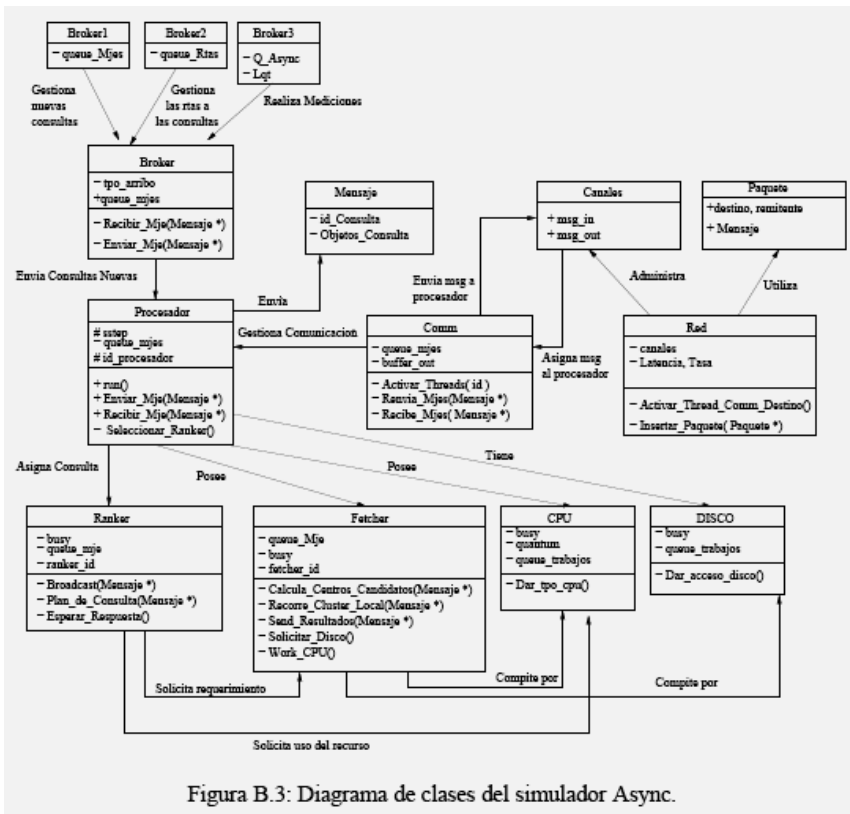 Broker1
− queue_Mjes
Broker2
− queue_Rtas
Broker3
− Q_Async
− Lqt
Gestiona
nuevas
consultas
Gestiona
las rtas a
las consultas
Realiza Mediciones
Broker
− tpo_arribo
+queue_mjes
− Recibir_Mje(Mensaje *)
− Enviar_Mje(Mensaje *)
Mensaje
− id_Consulta
− Objetos_Consulta
Canales
+ msg_in
+ msg_out
Paquete
+destino, remitente
+ Mensaje
Envia Consultas Nuevas
Envìa
Envia msg a
procesador
Administra
Utiliza
Procesador
# sstep
− queue_mjes
# id_procesador
+ run()
+ Enviar_Mje(Mensaje *)
+ Recibir_Mje(Mensaje *)
− Seleccionar_Ranker()
Gestiona Comunicacion
Comm
− queue_mjes
− buffer_out
− Activar_Threads( id )
− Renvia_Mjes(Mensaje *)
− Recibe_Mjes( Mensaje *)
Asigna msg
al procesador
Red
− canales
− Latencia, Tasa
− Activar_Thread_Comm_Destino()
− Insertar_Paquete( Paquete *)
Asigna Consulta
Posee
Posee
Tiene
Ranker
− busy
− queue_mje
− ranker_id
− Broadcast(Mensaje *)
− Plan_de_Consulta(Mensaje *)
− Esperar_Respuesta()
Fetcher
− queue_Mje
− busy
− fetcher_id
− Calcula_Centros_Candidatos(Mensaje *)
− Recorre_Cluster_Local(Mensaje *)
− Send_Resultados(Mensaje *)
− Solicitar_Disco()
− Work_CPU()
CPU
− busy
− quantum
− queue_trabajos
− Dar_tpo_cpu()
DISCO
− busy
− queue_trabajos
− Dar_acceso_disco()
Solicita requerimiento
Compite por
Compite por
Solicita uso del recurso
Figura B.3: Diagrama de clases del simulador Async.